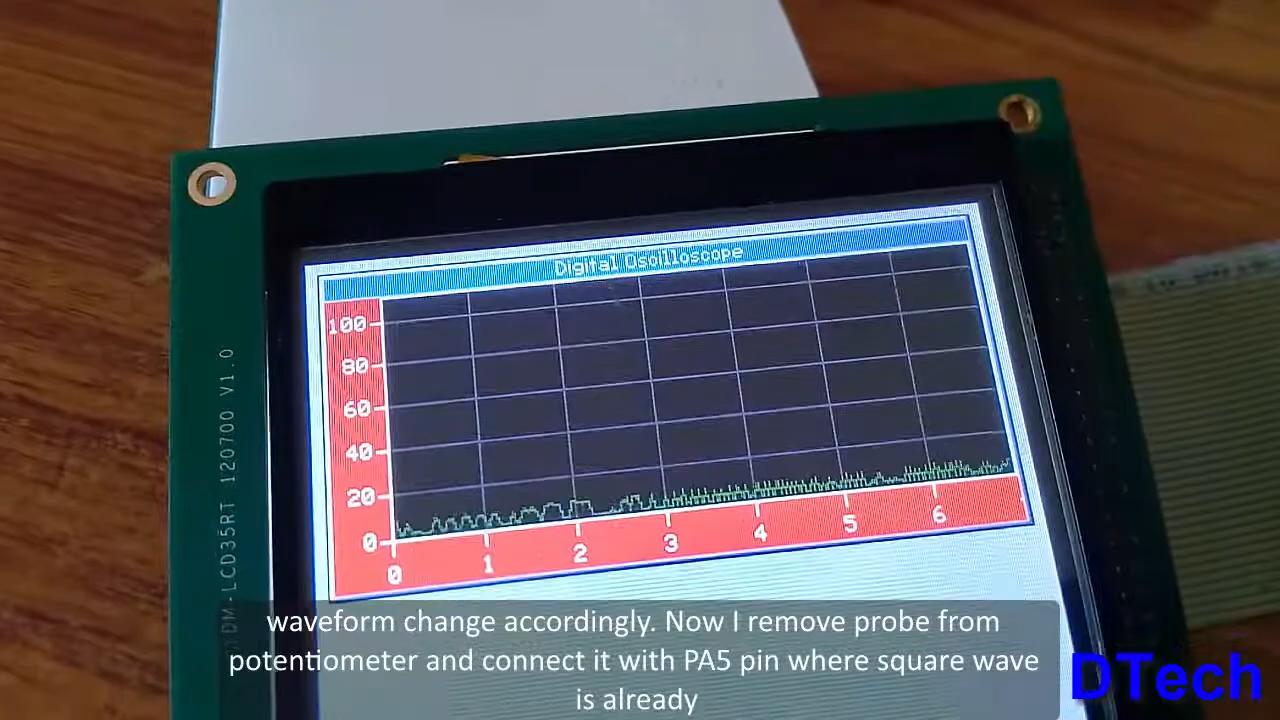 Digital Oscilloscope
100
80
60
40
20
0
0 1 2 3 4 5 6
DM-LCD35RT 120700 V1.0
waveform change accordingly. Now I remove probe from
potentiometer and connect it with PA5 pin where square wave
is already
DTech